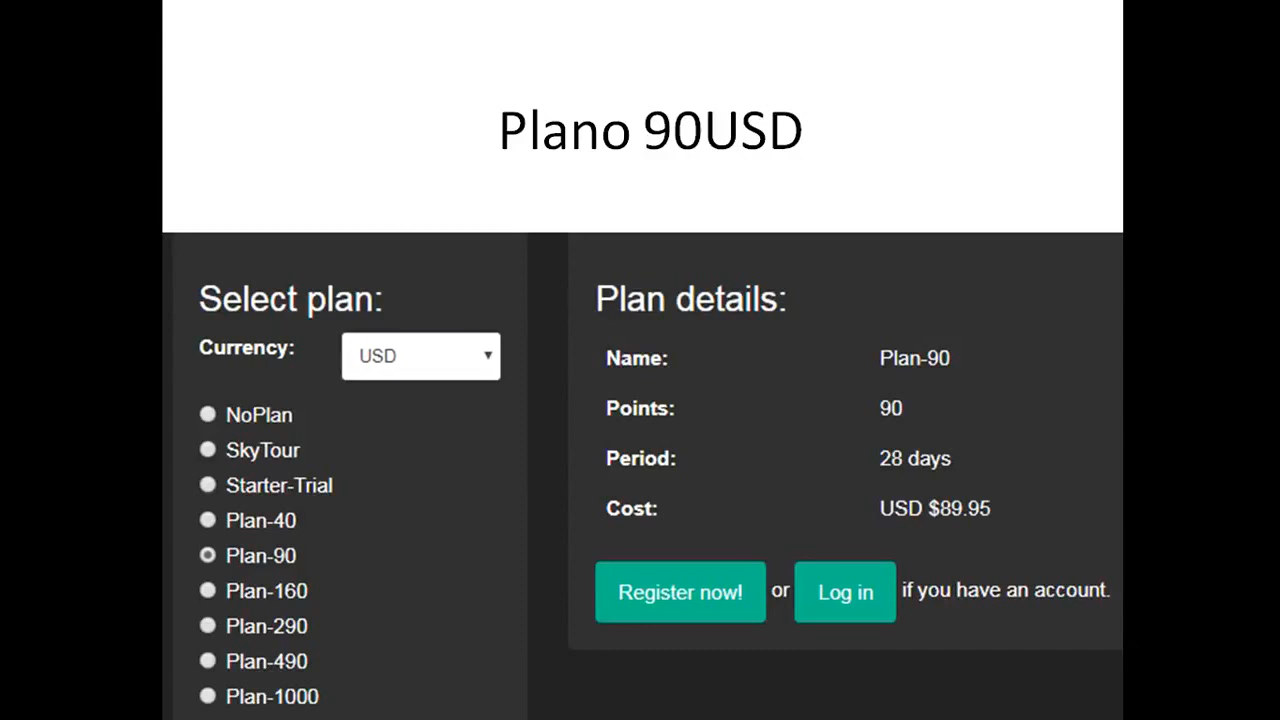 Plano 90USD
Select plan:
Currency: USD
NoPlan
SkyTour
Starter-Trial
Plan-40
Plan-90
Plan-160
Plan-290
Plan-490
Plan-1000
Plan details:
Name: Plan-90
Points: 90
Period: 28 days
Cost: USD $89.95
Register now! or Log in if you have an account.